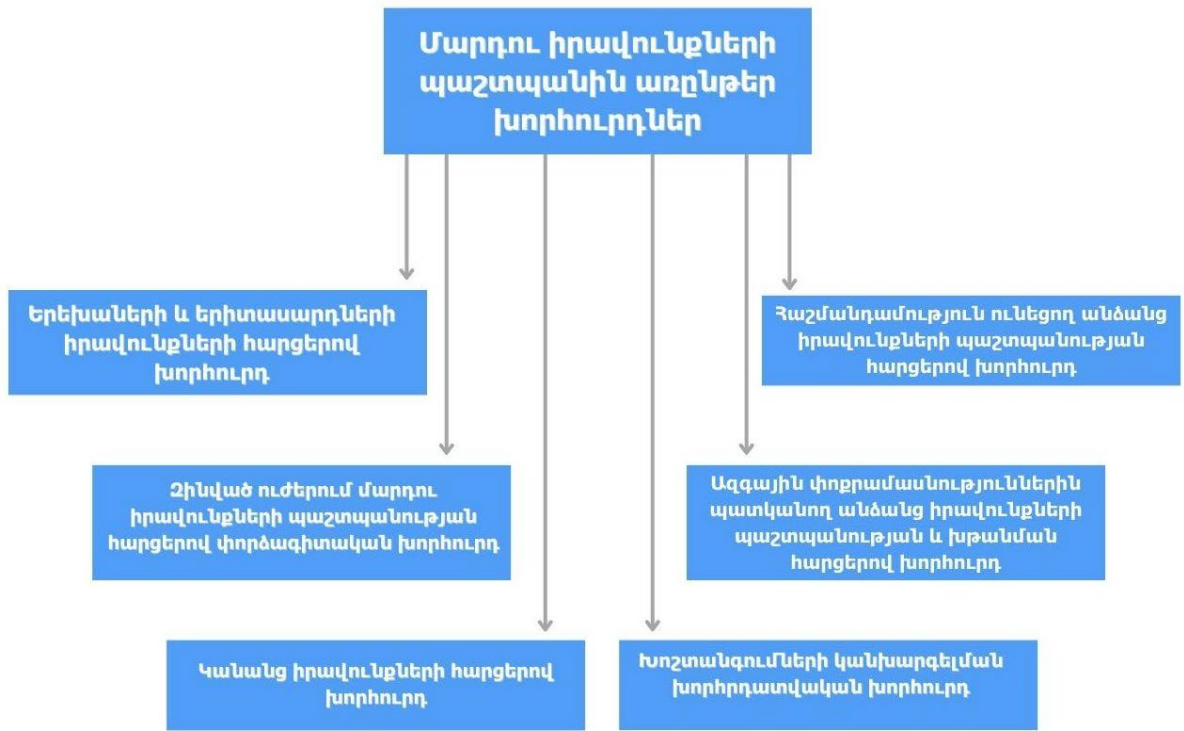 Մարդու իրավունքների
պաշտպանին առընթեր
խորհուրդներ
Երեխաների և երիտասարդների
իրավունքների հարցերով
խորհուրդ
Հաշմանդամություն ունեցող անձանց
իրավունքների պաշտպանության
հարցերով խորհուրդ
Զինված ուժերում մարդու
իրավունքների պաշտպանության
հարցերով փորձագիտական խորհուրդ
Ազգային փոքրամասնություններին
պատկանող անձանց իրավունքների
պաշտպանության և խթանման
հարցերով խորհուրդ
Կանանց իրավունքների հարցերով
խորհուրդ
Խոշտանգումների կանխարգելման
խորհրդատվական խորհուրդ